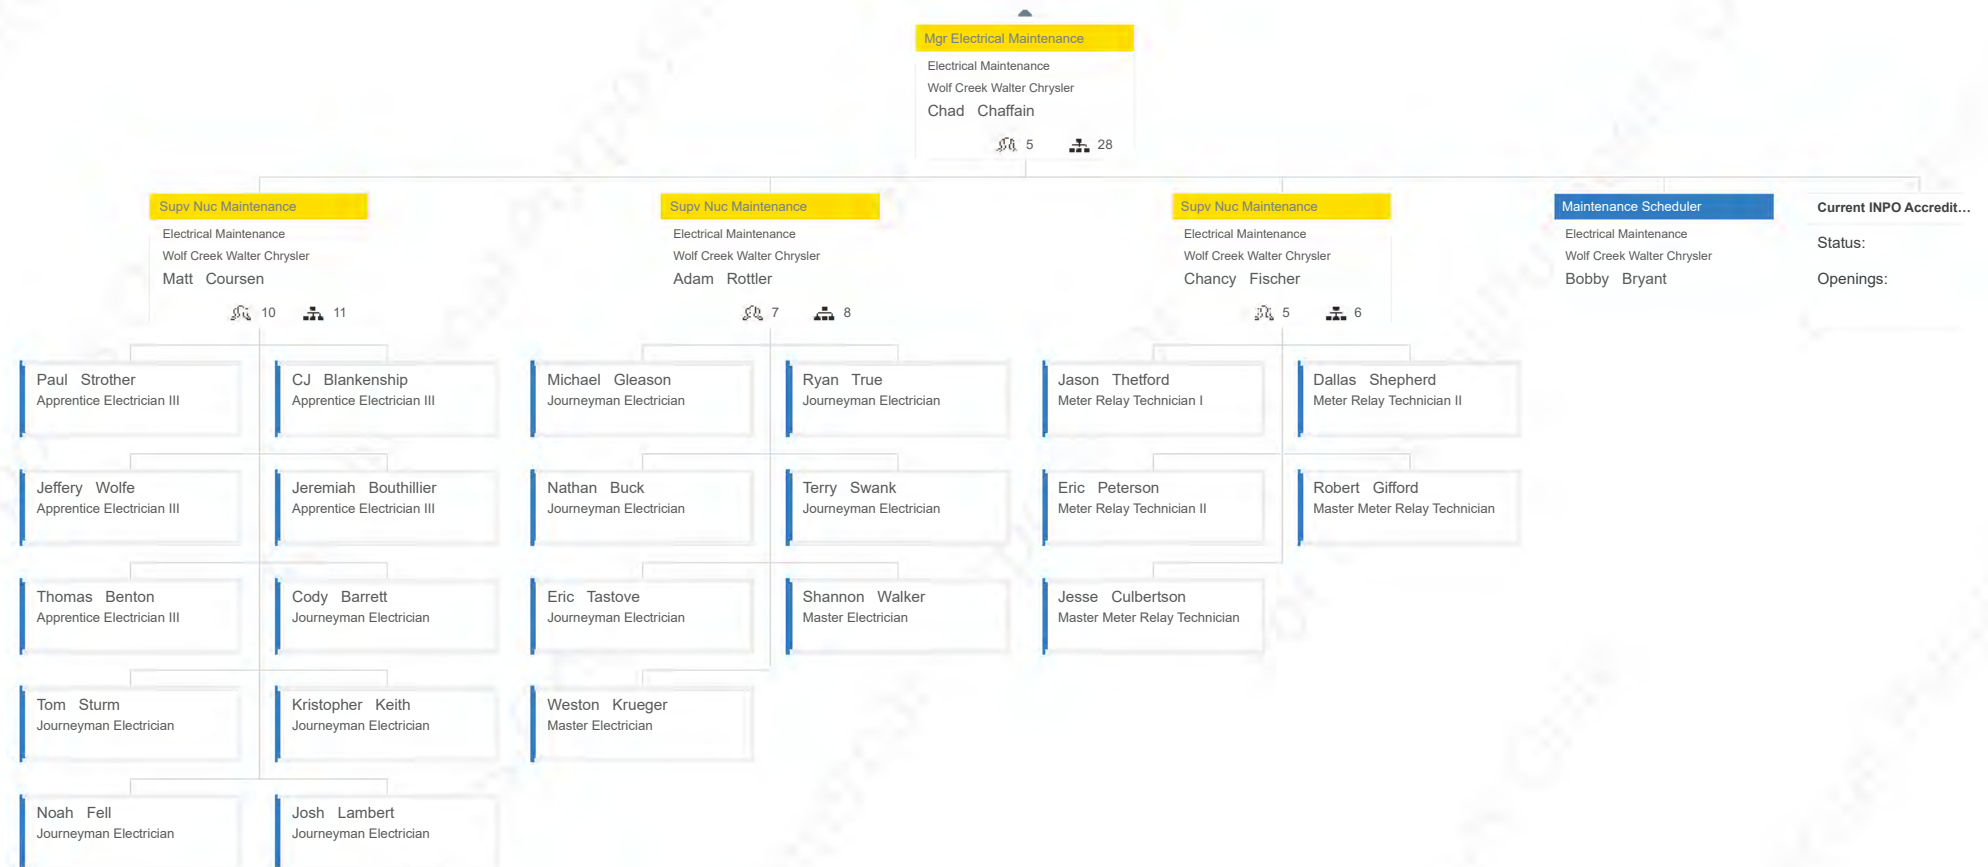 Mgr Electrical Maintenance
Electrical Maintenance
Wolf Creek Walter Chrysler
Chad Chaffain
5 28
Supv Nuc Maintenance
Electrical Maintenance
Wolf Creek Walter Chrysler
Matt Coursen
10 11
Supv Nuc Maintenance
Electrical Maintenance
Wolf Creek Walter Chrysler
Adam Rottler
7 8
Supv Nuc Maintenance
Electrical Maintenance
Wolf Creek Walter Chrysler
Chancy Fischer
5 6
Maintenance Scheduler
Electrical Maintenance
Wolf Creek Walter Chrysler
Bobby Bryant
Current INPO Accredit…
Status:
Openings:
Paul Strother
Apprentice Electrician III
CJ Blankenship
Apprentice Electrician III
Jeffery Wolfe
Apprentice Electrician III
Jeremiah Bouthillier
Apprentice Electrician III
Thomas Benton
Apprentice Electrician III
Cody Barrett
Journeyman Electrician
Tom Sturm
Journeyman Electrician
Kristopher Keith
Journeyman Electrician
Noah Fell
Journeyman Electrician
Josh Lambert
Journeyman Electrician
Michael Gleason
Journeyman Electrician
Ryan True
Journeyman Electrician
Nathan Buck
Journeyman Electrician
Terry Swank
Journeyman Electrician
Eric Tastove
Journeyman Electrician
Shannon Walker
Master Electrician
Weston Krueger
Master Electrician
Jason Thetford
Meter Relay Technician I
Dallas Shepherd
Meter Relay Technician II
Eric Peterson
Meter Relay Technician II
Robert Gifford
Master Meter Relay Technician
Jesse Culbertson
Master Meter Relay Technician